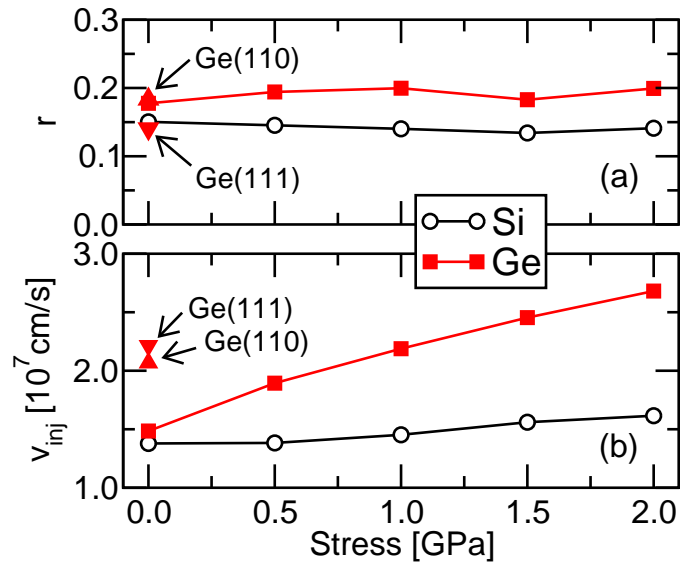 0.3
Ge(110)
0.2
r
0.1
Ge(111)
(a)
0.0
Si
Ge
3.0
Ge(111)
Ge(110)
2.0
v_inj [10^7 cm/s]
(b)
1.0
0.0 0.5 1.0 1.5 2.0
Stress [GPa]